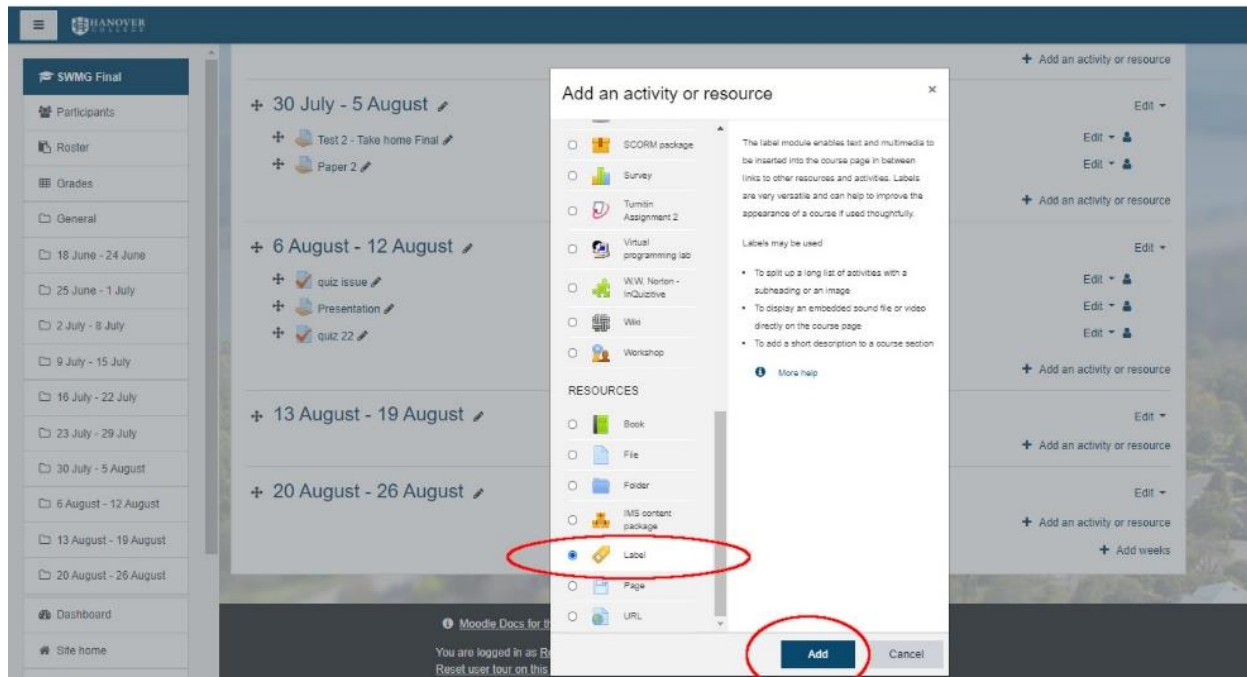 HANOVER
COLLEGE
SWMG Final
Participants
Roster
Grades
General
18 June - 24 June
25 June - 1 July
2 July - 8 July
9 July - 15 July
16 July - 22 July
23 July - 29 July
30 July - 5 August
6 August - 12 August
13 August - 19 August
20 August - 26 August
Dashboard
Site home
+ Add an activity or resource
30 July - 5 August
Edit
Test 2 - Take home Final
Edit
Paper 2
Edit
+ Add an activity or resource
6 August - 12 August
Edit
quiz issue
Edit
Presentation
Edit
quiz 22
Edit
+ Add an activity or resource
13 August - 19 August
Edit
+ Add an activity or resource
20 August - 26 August
Edit
+ Add an activity or resource
+ Add weeks
Add an activity or resource
×
SCORM package
Survey
Turnitin
Assignment 2
Virtual
programming lab
W.W. Norton -
InQuizitive
Wiki
Workshop
RESOURCES
Book
File
Folder
IMS content
package
Label
Page
URL
The label module enables text and multimedia to
be inserted into the course page in between
links to other resources and activities. Labels
are very versatile and can help to improve the
appearance of a course if used thoughtfully.
Labels may be used
• To split up a long list of activities with a
subheading or an image
• To display an embedded sound file or video
directly on the course page
• To add a short description to a course section
More help
Add
Cancel
Moodle Docs for
You are logged in as
Reset user tour on this